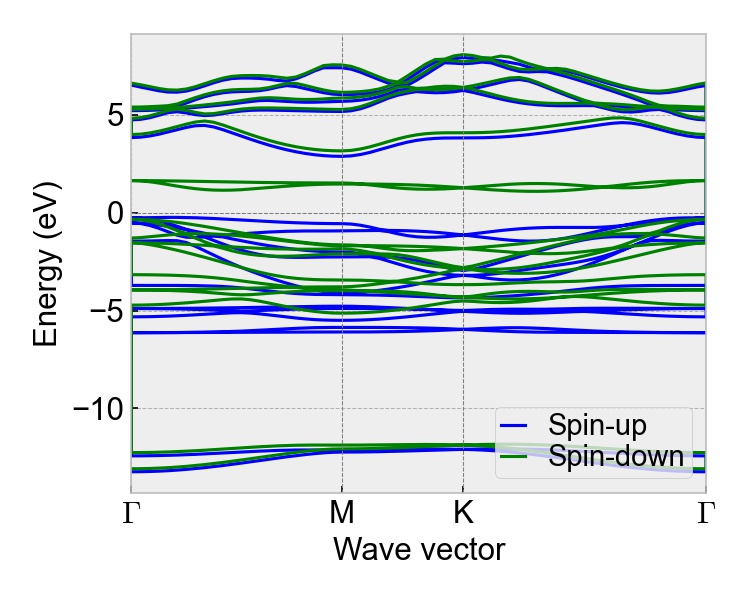 Energy (eV)
5
0
−5
−10
Spin-up
Spin-down
Γ M K Γ
Wave vector